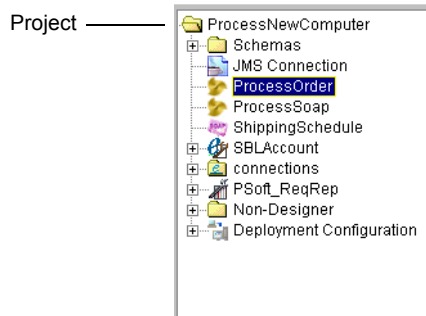 Project
ProcessNewComputer
Schemas
JMS Connection
ProcessOrder
ProcessSoap
ShippingSchedule
SBLAccount
connections
PSoft_ReqRep
Non-Designer
Deployment Configuration